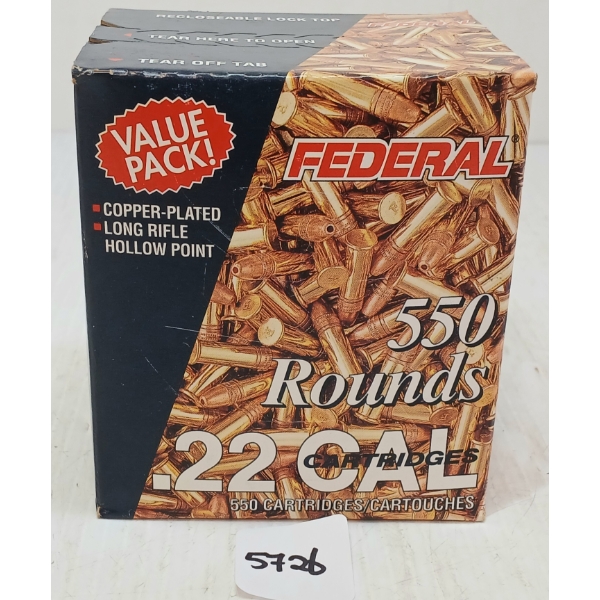 RECLOSEABLE LOCK TOP
TEAR HERE TO OPEN
TEAR OFF TAB
VALUE
PACK!
FEDERAL®
COPPER-PLATED
LONG RIFLE
HOLLOW POINT
550
Rounds
.22 CAL
CARTRIDGES
550 CARTRIDGES/CARTOUCHES
5726